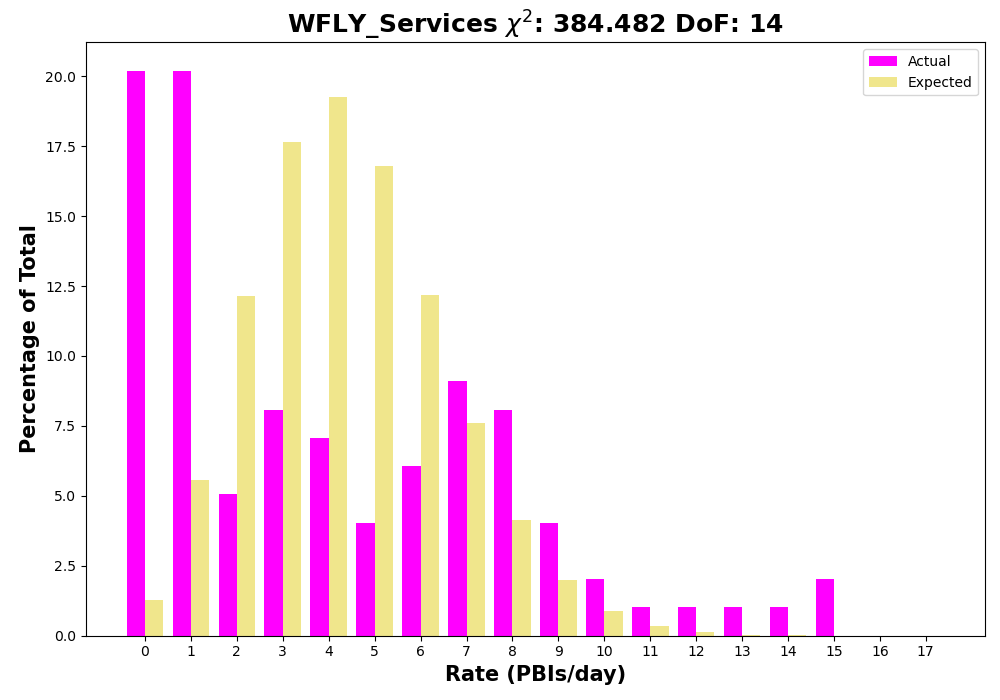 WFLY_Services χ²: 384.482 DoF: 14
Actual
Expected
Percentage of Total
20.0
17.5
15.0
12.5
10.0
7.5
5.0
2.5
0.0
0 1 2 3 4 5 6 7 8 9 10 11 12 13 14 15 16 17
Rate (PBIs/day)